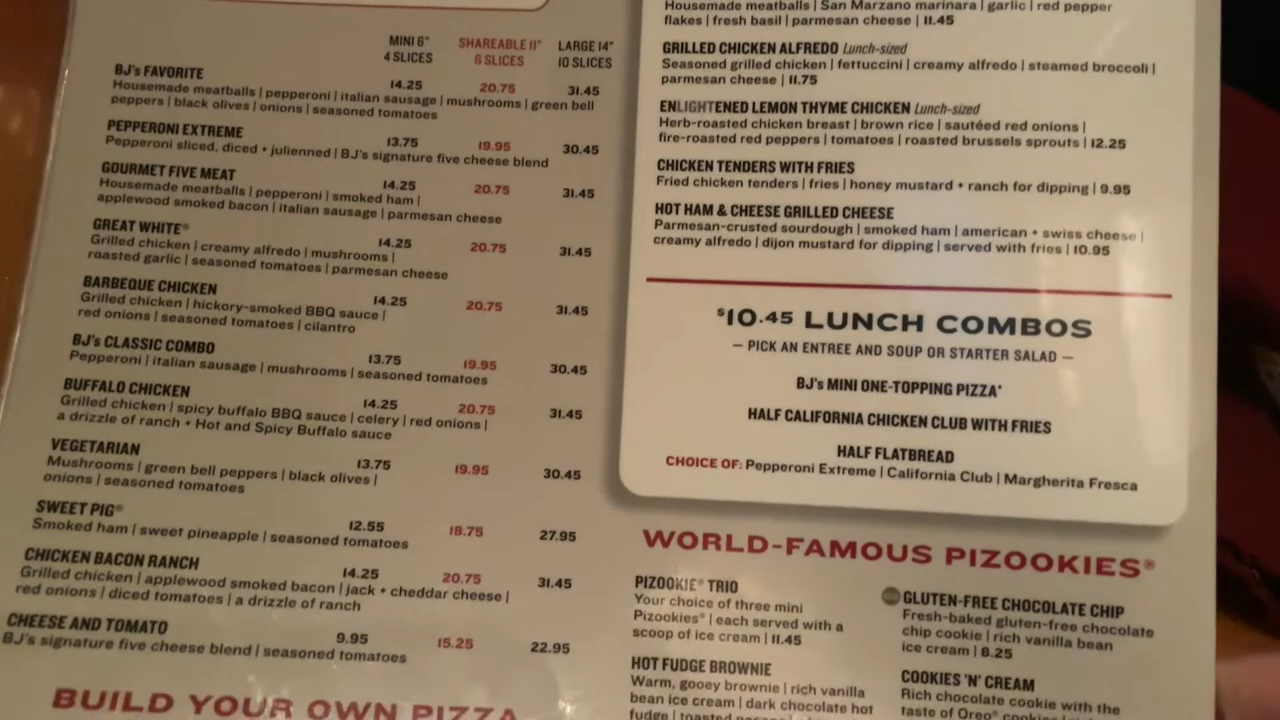 MINI 6" SHAREABLE 11" LARGE 14"
4 SLICES 6 SLICES 10 SLICES
BJ's FAVORITE 14.25 20.75 31.45
Housemade meatballs | pepperoni | italian sausage | mushrooms | green bell
peppers | black olives | onions | seasoned tomatoes
PEPPERONI EXTREME 13.75 19.95 30.45
Pepperoni sliced, diced + julienned | BJ's signature five cheese blend
GOURMET FIVE MEAT 14.25 20.75 31.45
Housemade meatballs | pepperoni | smoked ham |
applewood smoked bacon | italian sausage | parmesan cheese
GREAT WHITE® 14.25 20.75 31.45
Grilled chicken | creamy alfredo | mushrooms |
roasted garlic | seasoned tomatoes | parmesan cheese
BARBEQUE CHICKEN 14.25 20.75 31.45
Grilled chicken | hickory-smoked BBQ sauce |
red onions | seasoned tomatoes | cilantro
BJ's CLASSIC COMBO 13.75 19.95 30.45
Pepperoni | italian sausage | mushrooms | seasoned tomatoes
BUFFALO CHICKEN 14.25 20.75 31.45
Grilled chicken | spicy buffalo BBQ sauce | celery | red onions |
a drizzle of ranch + Hot and Spicy Buffalo sauce
VEGETARIAN 13.75 19.95 30.45
Mushrooms | green bell peppers | black olives |
onions | seasoned tomatoes
SWEET PIG® 12.55 18.75 27.95
Smoked ham | sweet pineapple | seasoned tomatoes
CHICKEN BACON RANCH 14.25 20.75 31.45
Grilled chicken | applewood smoked bacon | jack + cheddar cheese |
red onions | diced tomatoes | a drizzle of ranch
CHEESE AND TOMATO 9.95 15.25 22.95
BJ's signature five cheese blend | seasoned tomatoes
BUILD YOUR OWN PIZZA
Housemade meatballs | San Marzano marinara | garlic | red pepper
flakes | fresh basil | parmesan cheese | 11.45
GRILLED CHICKEN ALFREDO Lunch-sized
Seasoned grilled chicken | fettuccini | creamy alfredo | steamed broccoli |
parmesan cheese | 11.75
ENLIGHTENED LEMON THYME CHICKEN Lunch-sized
Herb-roasted chicken breast | brown rice | sautéed red onions |
fire-roasted red peppers | tomatoes | roasted brussels sprouts | 12.25
CHICKEN TENDERS WITH FRIES
Fried chicken tenders | fries | honey mustard + ranch for dipping | 9.95
HOT HAM & CHEESE GRILLED CHEESE
Parmesan-crusted sourdough | smoked ham | american + swiss cheese |
creamy alfredo | dijon mustard for dipping | served with fries | 10.95
$10.45 LUNCH COMBOS
— PICK AN ENTREE AND SOUP OR STARTER SALAD —
BJ's MINI ONE-TOPPING PIZZA*
HALF CALIFORNIA CHICKEN CLUB WITH FRIES
HALF FLATBREAD
CHOICE OF: Pepperoni Extreme | California Club | Margherita Fresca
WORLD-FAMOUS PIZOOKIES®
PIZOOKIE® TRIO
Your choice of three mini
Pizookies® | each served with a
scoop of ice cream | 11.45
HOT FUDGE BROWNIE
Warm, gooey brownie | rich vanilla
bean ice cream | dark chocolate hot
fudge | toasted
GLUTEN-FREE CHOCOLATE CHIP
Fresh-baked gluten-free chocolate
chip cookie | rich vanilla bean
ice cream | 8.25
COOKIES 'N' CREAM
Rich chocolate cookie with the
taste of Oreo® cookies